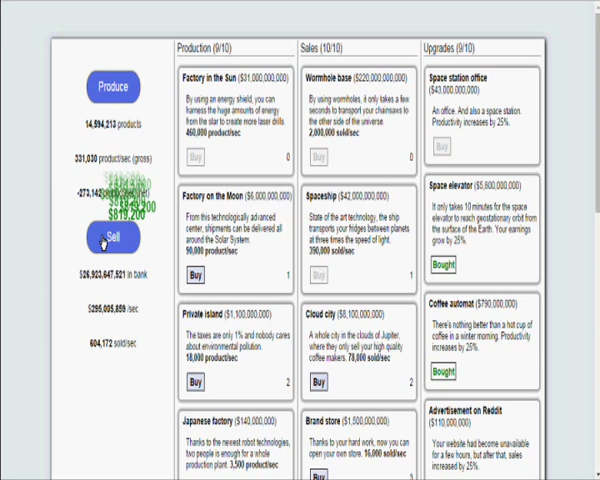 Produce
14,594,213 products
331,030 product/sec (gross)
$819,200
$819,200
Sell
$26,923,647,521 in bank
$295,005,859 /sec
604,172 sold/sec
Production (9/10)
Factory in the Sun ($31,000,000,000)
By using an energy shield, you can
harness the huge amounts of energy
from the star to create more laser drills.
460,000 product/sec
Buy
0
Factory on the Moon ($6,000,000,000)
From this technologically advanced
center, shipments can be delivered all
around the Solar System.
90,000 product/sec
Buy
1
Private island ($1,100,000,000)
The taxes are only 1% and nobody cares
about environmental pollution.
18,000 product/sec
Buy
2
Japanese factory ($140,000,000)
Thanks to the newest robot technologies,
two people is enough for a whole
production plant. 3,500 product/sec
Sales (10/10)
Wormhole base ($220,000,000,000)
By using wormholes, it only takes a few
seconds to transport your chainsaws to
the other side of the universe.
2,000,000 sold/sec
Buy
0
Spaceship ($42,000,000,000)
State of the art technology, the ship
transports your fridges between planets
at three times the speed of light.
390,000 sold/sec
Buy
1
Cloud city ($8,100,000,000)
A whole city in the clouds of Jupiter,
where they only sell your high quality
coffee makers. 78,000 sold/sec
Buy
2
Brand store ($1,500,000,000)
Thanks to your hard work, now you can
open your own store. 16,000 sold/sec
Buy
Upgrades (9/10)
Space station office
($43,000,000,000)
An office. And also a space station.
Productivity increases by 25%.
Buy
Space elevator ($5,600,000,000)
It only takes 10 minutes for the space
elevator to reach geostationary orbit from
the surface of the Earth. Your earnings
grow by 25%.
Bought
Coffee automat ($790,000,000)
There's nothing better than a hot cup of
coffee in a winter morning. Productivity
increases by 25%.
Bought
Advertisement on Reddit
($110,000,000)
Your website had become unavailable
for a few hours, but after that, sales
increased by 25%.